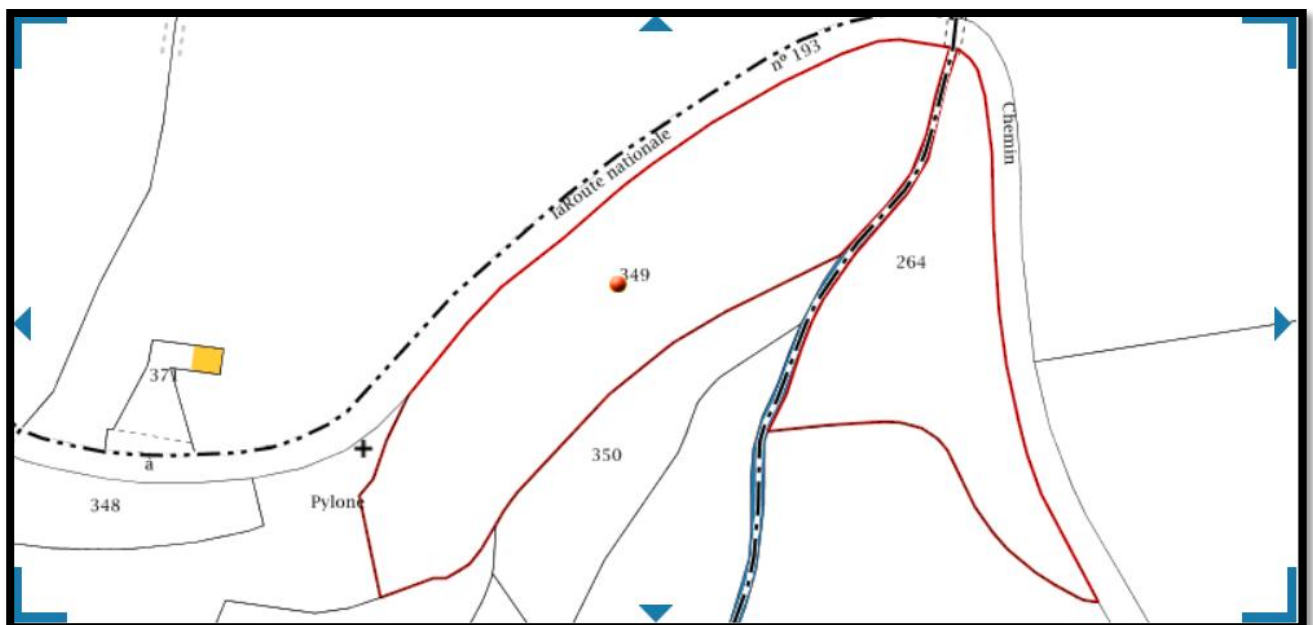 nº 193
Chemin
laRoute nationale
349
264
371
350
a
348
Pylone